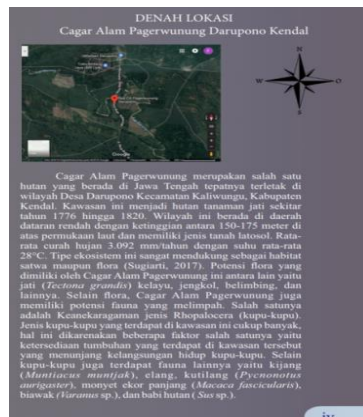 DENAH LOKASI
Cagar Alam Pagerwunung Darupono Kendal
N
W
S
Cagar Alam Pagerwunung merupakan salah satu
hutan yang berada di Jawa Tengah tepatnya terletak di
wilayah Desa Darupono Kecamatan Kaliwungu, Kabupaten
Kendal. Kawasan ini menjadi hutan tanaman jati sekitar
tahun 1776 hingga 1820. Wilayah ini berada di daerah
dataran rendah dengan ketinggian antara 150-175 meter di
atas permukaan laut dan memiliki jenis tanah latosol. Rata-
rata curah hujan 3.092 mm/tahun dengan suhu rata-rata
28°C. Tipe ekosistem ini sangat mendukung sebagai habitat
satwa maupun flora (Sugiarti, 2017). Potensi flora yang
dimiliki oleh Cagar Alam Pagerwunung ini antara lain yaitu
jati (Tectona grandis) kelayu, jengkol, belimbing, dan
lainnya. Selain flora, Cagar Alam Pagerwunung juga
memiliki potensi fauna yang melimpah. Salah satunya
adalah Keanekaragaman jenis Rhopalocera (kupu-kupu).
Jenis kupu-kupu yang terdapat di kawasan ini cukup banyak,
hal ini dikarenakan beberapa faktor salah satunya yaitu
ketersediaan tumbuhan yang terdapat di kawasan tersebut
yang menunjang kelangsungan hidup kupu-kupu. Selain
kupu-kupu juga terdapat fauna lainnya yaitu kijang
(Muntiacus muntjak), elang, kutilang (Pycnonotus
aurigaster), monyet ekor panjang (Macaca fascicularis),
biawak (Varanus sp.), dan babi hutan (Sus sp.).
iv